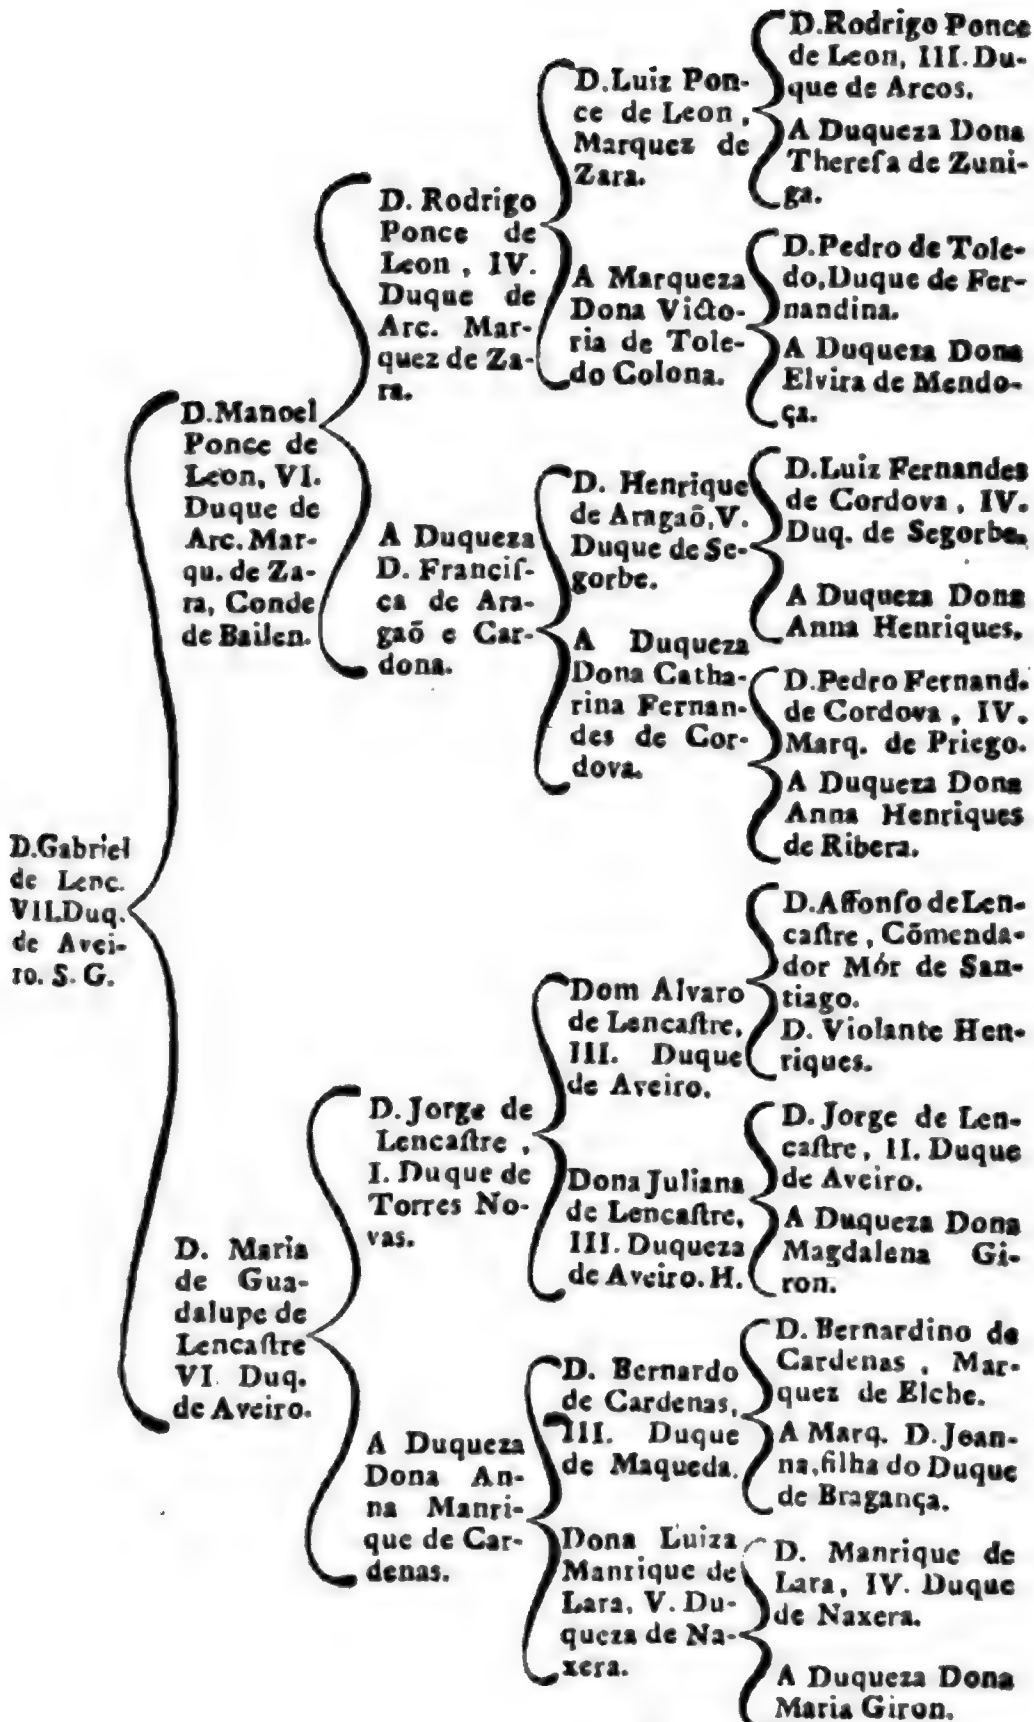 D.Gabriel
de Lenc.
VII.Duq.
de Avei-
ro. S. G.
D.Manoel
Ponce de
Leon, VI.
Duque de
Arc. Mar-
qu. de Za-
ra, Conde
de Bailen.
D. Maria
de Gua-
dalupe de
Lencaſtre
VI. Duq.
de Aveiro.
D. Rodrigo
Ponce de
Leon , IV.
Duque de
Arc. Mar-
quez de Za-
ra.
A Duqueza
D. Franciſ-
ca de Ara-
gaõ e Car-
dona.
D. Jorge de
Lencaſtre ,
I. Duque de
Torres No-
vas.
A Duqueza
Dona An-
na Manri-
que de Car-
denas.
D.Luiz Pon-
ce de Leon ,
Marquez de
Zara.
A Marqueza
Dona Victo-
ria de Tole-
do Colona.
D. Henrique
de Aragaõ, V.
Duque de Se-
gorbe.
A Duqueza
Dona Catha-
rina Fernan-
des de Cor-
dova.
Dom Alvaro
de Lencaſtre,
III. Duque
de Aveiro.
Dona Juliana
de Lencaſtre,
III. Duqueza
de Aveiro. H.
D. Bernardo
de Cardenas,
III. Duque
de Maqueda.
Dona Luiza
Manrique de
Lara, V. Du-
queza de Na-
xera.
D.Rodrigo Ponce
de Leon, III. Du-
que de Arcos.
A Duqueza Dona
Thereſa de Zuni-
ga.
D.Pedro de Tole-
do,Duque de Fer-
nandina.
A Duqueza Dona
Elvira de Mendo-
ça.
D.Luiz Fernandes
de Cordova , IV.
Duq. de Segorbe.
A Duqueza Dona
Anna Henriques.
D.Pedro Fernand.
de Cordova , IV.
Marq. de Priego.
A Duqueza Dona
Anna Henriques
de Ribera.
D.Affonſo de Len-
caſtre , Cõmenda-
dor Mór de San-
tiago.
D. Violante Hen-
riques.
D. Jorge de Len-
caſtre, II. Duque
de Aveiro.
A Duqueza Dona
Magdalena Gi-
ron.
D. Bernardino de
Cardenas , Mar-
quez de Elche.
A Marq. D. Joan-
na,filha do Duque
de Bragança.
D. Manrique de
Lara, IV. Duque
de Naxera.
A Duqueza Dona
Maria Giron.